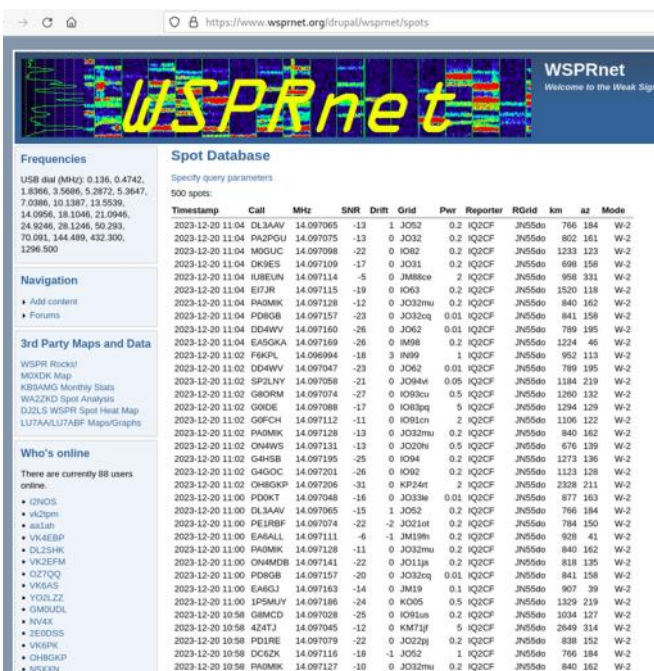 https://www.wsprnet.org/drupal/wsprnet/spots
WSPRnet
WSPRnet
Welcome to the Weak Sig
Frequencies
USB dial (MHz): 0.136, 0.4742,
1.8366, 3.5686, 5.2872, 5.3647,
7.0386, 10.1387, 13.5539,
14.0956, 18.1046, 21.0946,
24.9246, 28.1246, 50.293,
70.091, 144.489, 432.300,
1296.500
Navigation
Add content
Forums
3rd Party Maps and Data
WSPR Rocks!
M0XDK Map
KB9AMG Monthly Stats
WA2ZKD Spot Analysis
DJ2LS WSPR Spot Heat Map
LU7AA/LU7ABF Maps/Graphs
Who's online
There are currently 88 users
online.
I2NOS
vk2tpm
aa1ah
VK4EBP
DL2SHK
VK2EFM
OZ7QQ
VK6AS
YO2LZZ
GM0UDL
NV4X
2E0DSS
VK6PK
OH8GKP
N5XXN
Spot Database
Specify query parameters
500 spots:
Timestamp Call MHz SNR Drift Grid Pwr Reporter RGrid km az Mode
2023-12-20 11:04 DL3AAV 14.097065 -13 1 JO52 0.2 IQ2CF JN55do 766 184 W-2
2023-12-20 11:04 PA2PGU 14.097075 -13 0 JO32 0.2 IQ2CF JN55do 802 161 W-2
2023-12-20 11:04 M0GUC 14.097098 -22 0 IO82 0.2 IQ2CF JN55do 1233 123 W-2
2023-12-20 11:04 DK9ES 14.097109 -17 0 JO31 0.2 IQ2CF JN55do 698 158 W-2
2023-12-20 11:04 IU8EUN 14.097114 -5 0 JM88ce 2 IQ2CF JN55do 958 331 W-2
2023-12-20 11:04 EI7JR 14.097115 -19 0 IO63 0.2 IQ2CF JN55do 1520 118 W-2
2023-12-20 11:04 PA0MIK 14.097128 -12 0 JO32mu 0.2 IQ2CF JN55do 840 162 W-2
2023-12-20 11:04 PD8GB 14.097157 -23 0 JO32cq 0.01 IQ2CF JN55do 841 158 W-2
2023-12-20 11:04 DD4WV 14.097160 -26 0 JO62 0.01 IQ2CF JN55do 789 195 W-2
2023-12-20 11:04 EA5GKA 14.097169 -26 0 IM98 0.2 IQ2CF JN55do 1224 46 W-2
2023-12-20 11:02 F6KPL 14.096994 -18 3 IN99 1 IQ2CF JN55do 952 113 W-2
2023-12-20 11:02 DD4WV 14.097047 -23 0 JO62 0.01 IQ2CF JN55do 789 195 W-2
2023-12-20 11:02 SP2LNY 14.097058 -21 0 JO94vi 0.05 IQ2CF JN55do 1184 219 W-2
2023-12-20 11:02 G8ORM 14.097074 -27 0 IO93cu 0.5 IQ2CF JN55do 1260 132 W-2
2023-12-20 11:02 G0IDE 14.097088 -17 0 IO83pq 5 IQ2CF JN55do 1294 129 W-2
2023-12-20 11:02 G0FCH 14.097112 -11 0 IO91cn 2 IQ2CF JN55do 1106 122 W-2
2023-12-20 11:02 PA0MIK 14.097128 -13 0 JO32mu 0.2 IQ2CF JN55do 840 162 W-2
2023-12-20 11:02 ON4WS 14.097131 -13 0 JO20hi 0.5 IQ2CF JN55do 676 139 W-2
2023-12-20 11:02 G4HSB 14.097195 -25 0 IO94 0.2 IQ2CF JN55do 1273 136 W-2
2023-12-20 11:02 G4GOC 14.097201 -26 0 IO92 0.2 IQ2CF JN55do 1123 128 W-2
2023-12-20 11:02 OH8GKP 14.097206 -31 0 KP24rt 2 IQ2CF JN55do 2328 211 W-2
2023-12-20 11:00 PD0KT 14.097048 -16 0 JO33le 0.01 IQ2CF JN55do 877 163 W-2
2023-12-20 11:00 DL3AAV 14.097065 -15 1 JO52 0.2 IQ2CF JN55do 766 184 W-2
2023-12-20 11:00 PE1RBF 14.097074 -22 -2 JO21ot 0.2 IQ2CF JN55do 784 150 W-2
2023-12-20 11:00 EA6ALL 14.097111 -6 -1 JM19fn 0.2 IQ2CF JN55do 928 41 W-2
2023-12-20 11:00 PA0MIK 14.097128 -11 0 JO32mu 0.2 IQ2CF JN55do 840 162 W-2
2023-12-20 11:00 ON4MDB 14.097141 -22 0 JO11ja 0.2 IQ2CF JN55do 818 135 W-2
2023-12-20 11:00 PD8GB 14.097157 -20 0 JO32cq 0.01 IQ2CF JN55do 841 158 W-2
2023-12-20 11:00 EA6GJ 14.097163 -14 0 JM19 0.1 IQ2CF JN55do 907 39 W-2
2023-12-20 11:00 1P5MUY 14.097186 -24 0 KO05 0.5 IQ2CF JN55do 1329 219 W-2
2023-12-20 10:58 G8MCD 14.097028 -25 0 IO91us 0.2 IQ2CF JN55do 1034 127 W-2
2023-12-20 10:58 4Z4TJ 14.097045 -12 0 KM71jf 5 IQ2CF JN55do 2649 314 W-2
2023-12-20 10:58 PD1RE 14.097079 -22 0 JO22pj 0.2 IQ2CF JN55do 838 152 W-2
2023-12-20 10:58 DC6ZK 14.097116 -18 -1 JO52 1 IQ2CF JN55do 766 184 W-2
2023-12-20 10:58 PA0MIK 14.097127 -10 0 JO32mu 0.2 IQ2CF JN55do 840 162 W-2